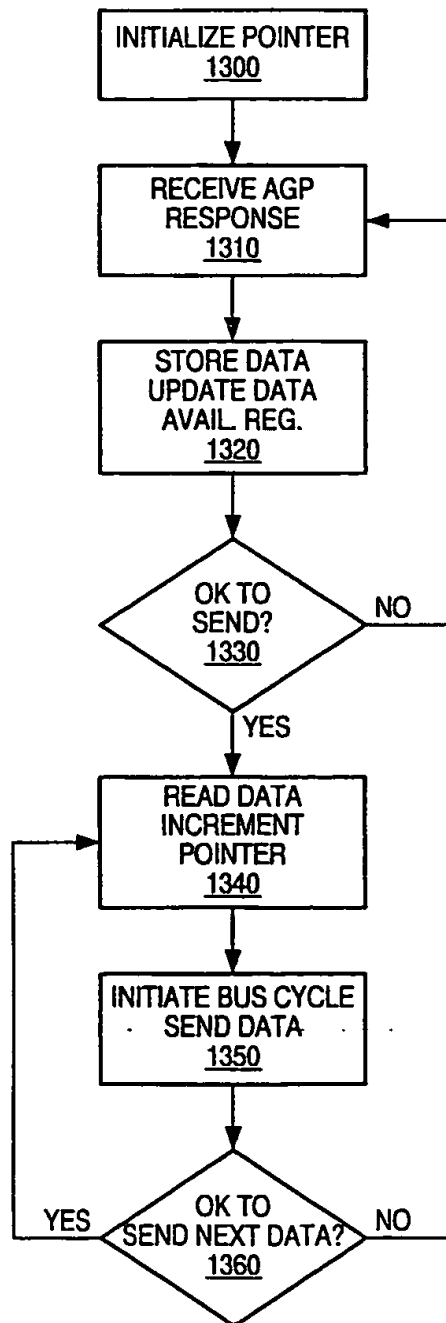 INITIALIZE POINTER
1300
RECEIVE AGP
RESPONSE
1310
STORE DATA
UPDATE DATA
AVAIL. REG.
1320
OK TO
SEND?
1330
NO
YES
READ DATA
INCREMENT
POINTER
1340
INITIATE BUS CYCLE
SEND DATA
1350
OK TO
SEND NEXT DATA?
1360
YES
NO